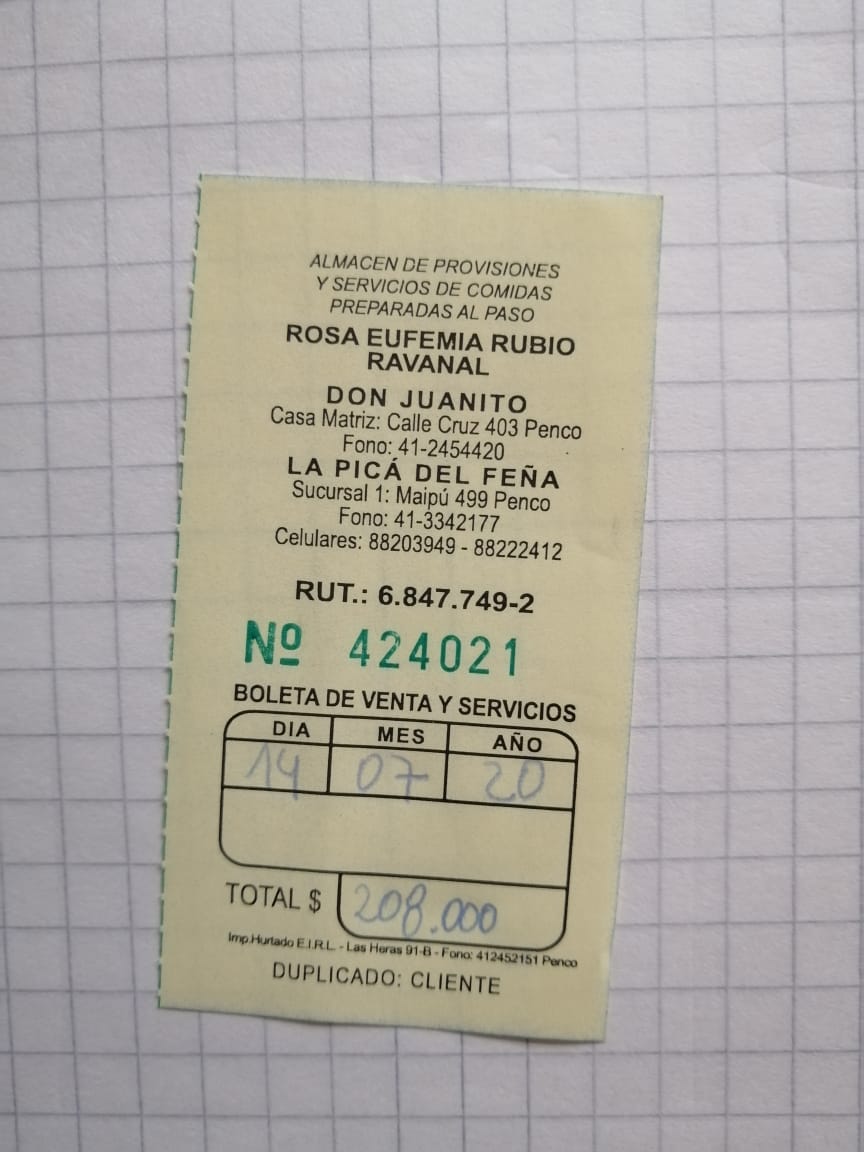 ALMACEN DE PROVISIONES
Y SERVICIOS DE COMIDAS
PREPARADAS AL PASO
ROSA EUFEMIA RUBIO
RAVANAL
DON JUANITO
Casa Matriz: Calle Cruz 403 Penco
Fono: 41-2454420
LA PICÁ DEL FEÑA
Sucursal 1: Maipú 499 Penco
Fono: 41-3342177
Celulares: 88203949 - 88222412
RUT.: 6.847.749-2
Nº 424021
BOLETA DE VENTA Y SERVICIOS
DIA MES AÑO
14 07 20
TOTAL $ 208.000
Imp.Hurtado E.I.R.L. - Las Heras 91-B - Fono: 412452151 Penco
DUPLICADO: CLIENTE